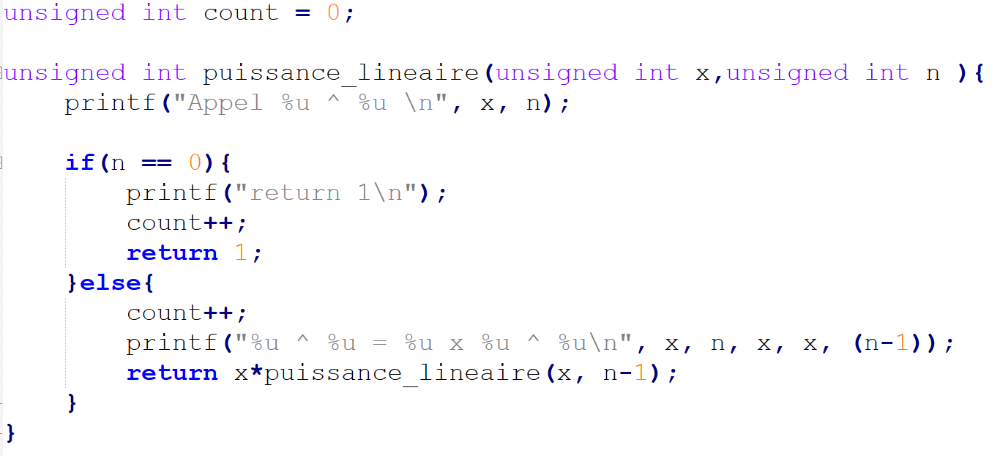 unsigned int count = 0;
unsigned int puissance_lineaire(unsigned int x,unsigned int n ){
    printf("Appel %u ^ %u \n", x, n);
    if(n == 0){
        printf("return 1\n");
        count++;
        return 1;
    }else{
        count++;
        printf("%u ^ %u = %u x %u ^ %u\n", x, n, x, x, (n-1));
        return x*puissance_lineaire(x, n-1);
    }
}